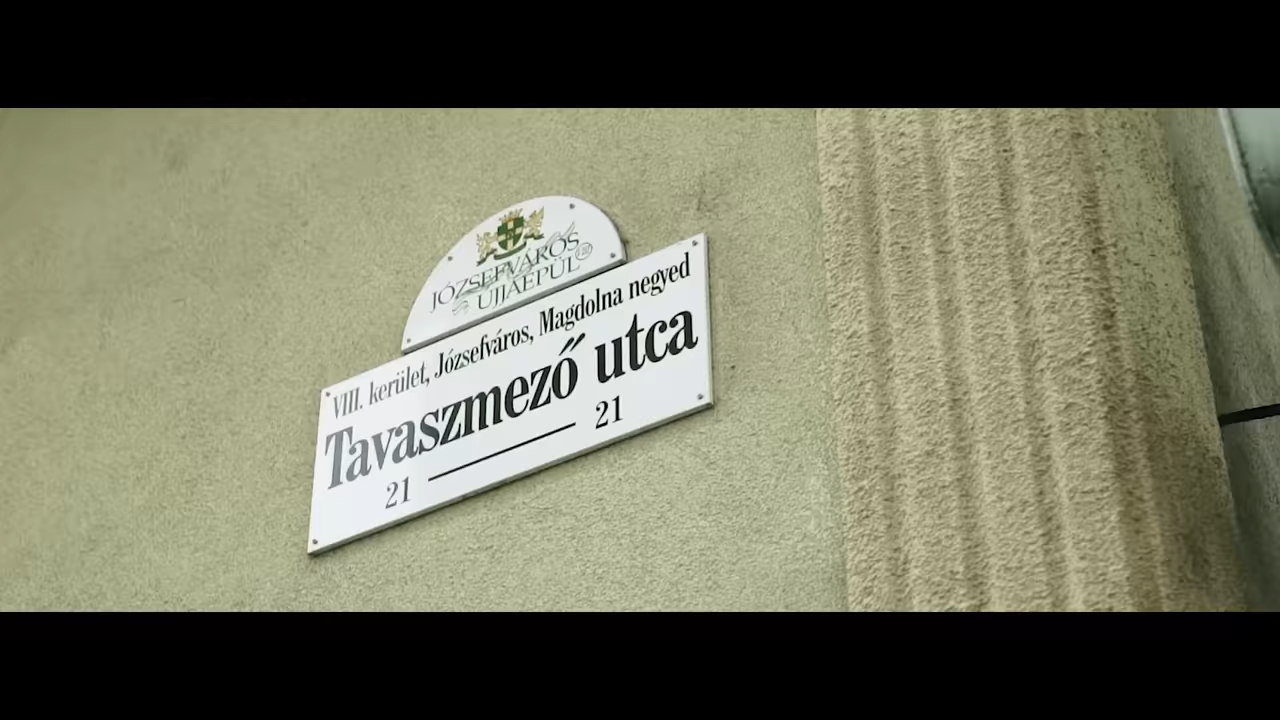 JÓZSEFVÁROS
ÚJJÁÉPÜL
VIII. kerület, Józsefváros, Magdolna negyed
Tavaszmező utca
21 — 21